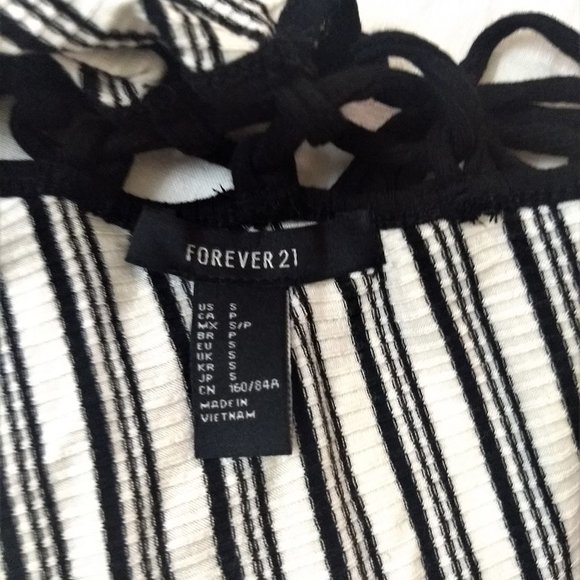 FOREVER 21
US S
CA P
MX S/P
BR P
EU S
UK S
KR S
JP S
CN 160/84A
MADE IN
VIETNAM